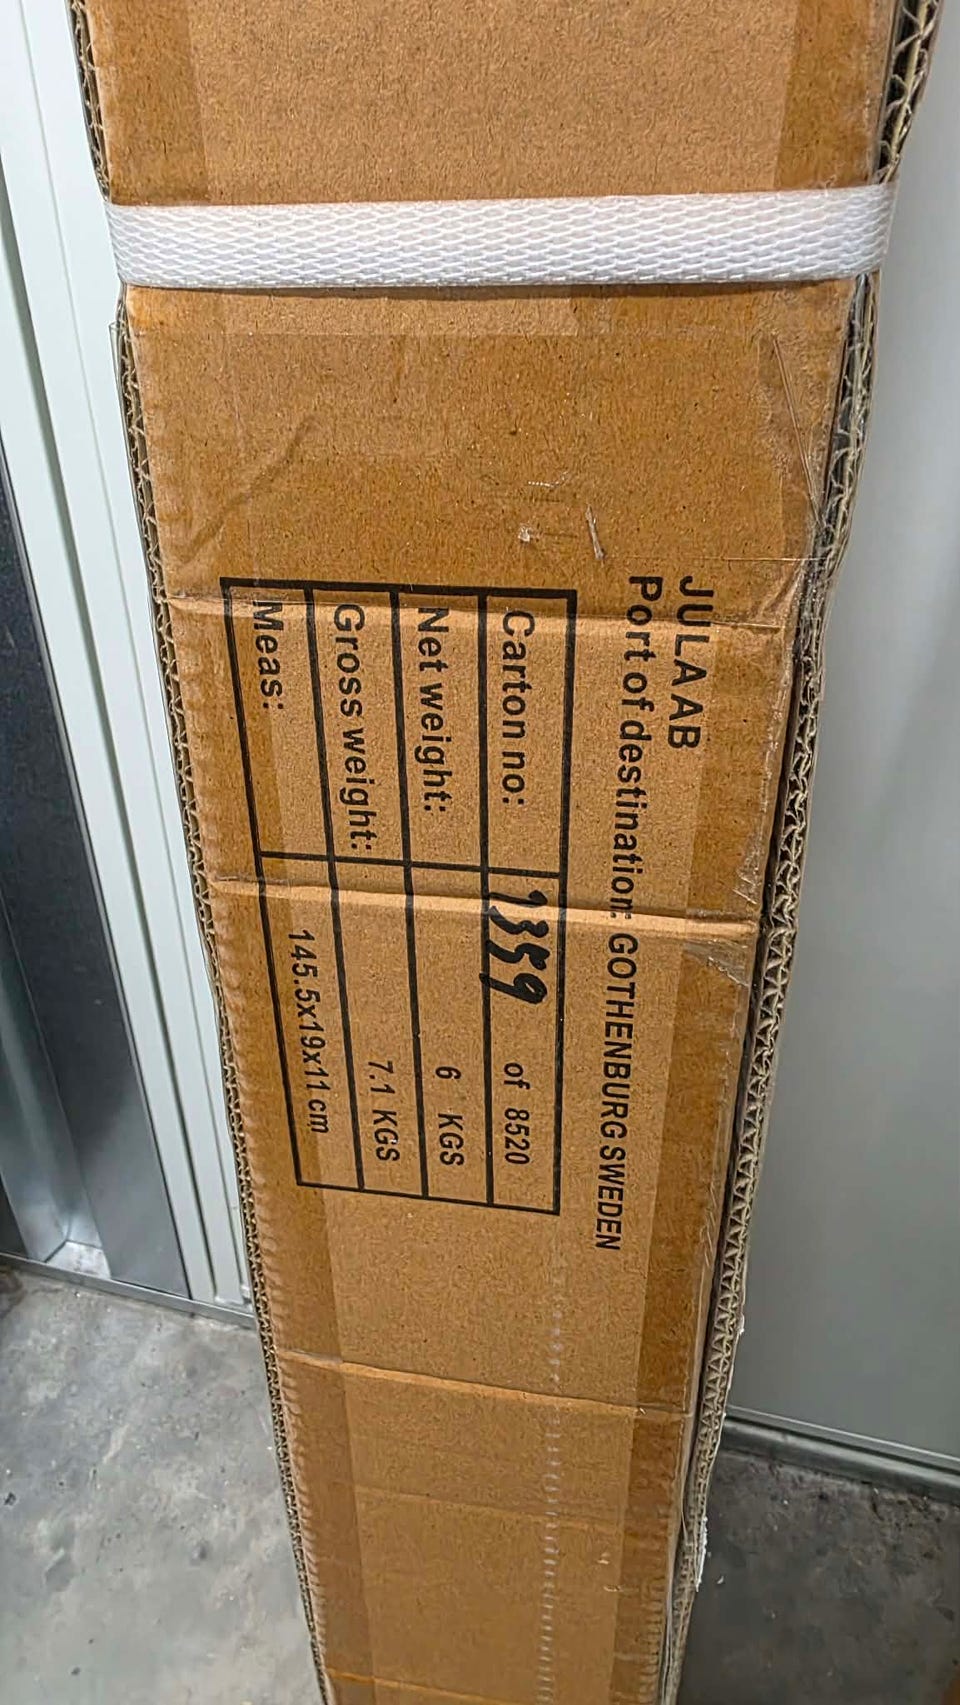 JULA AB
Port of destination: GOTHENBURG SWEDEN
Carton no: 1359 of 8520
Net weight: 6 KGS
Gross weight: 7.1 KGS
Meas: 145.5x19x11 cm